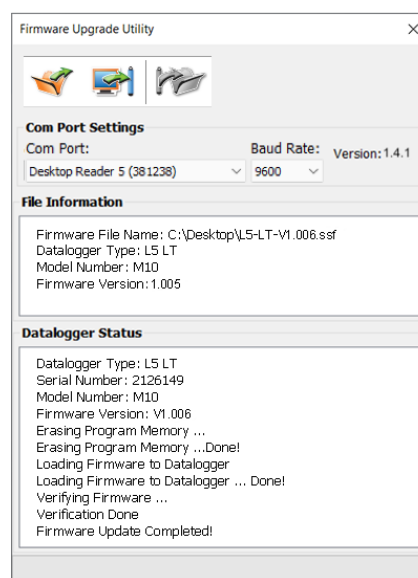 Firmware Upgrade Utility
Com Port Settings
Com Port:
Baud Rate:
Version: 1.4.1
Desktop Reader 5 (381238)
9600
File Information
Firmware File Name: C:\Desktop\L5-LT-V1.006.ssf
Datalogger Type: L5 LT
Model Number: M10
Firmware Version:1.005
Datalogger Status
Datalogger Type: L5 LT
Serial Number: 2126149
Model Number: M10
Firmware Version: V1.006
Erasing Program Memory ...
Erasing Program Memory ...Done!
Loading Firmware to Datalogger
Loading Firmware to Datalogger ... Done!
Verifying Firmware ...
Verification Done
Firmware Update Completed!